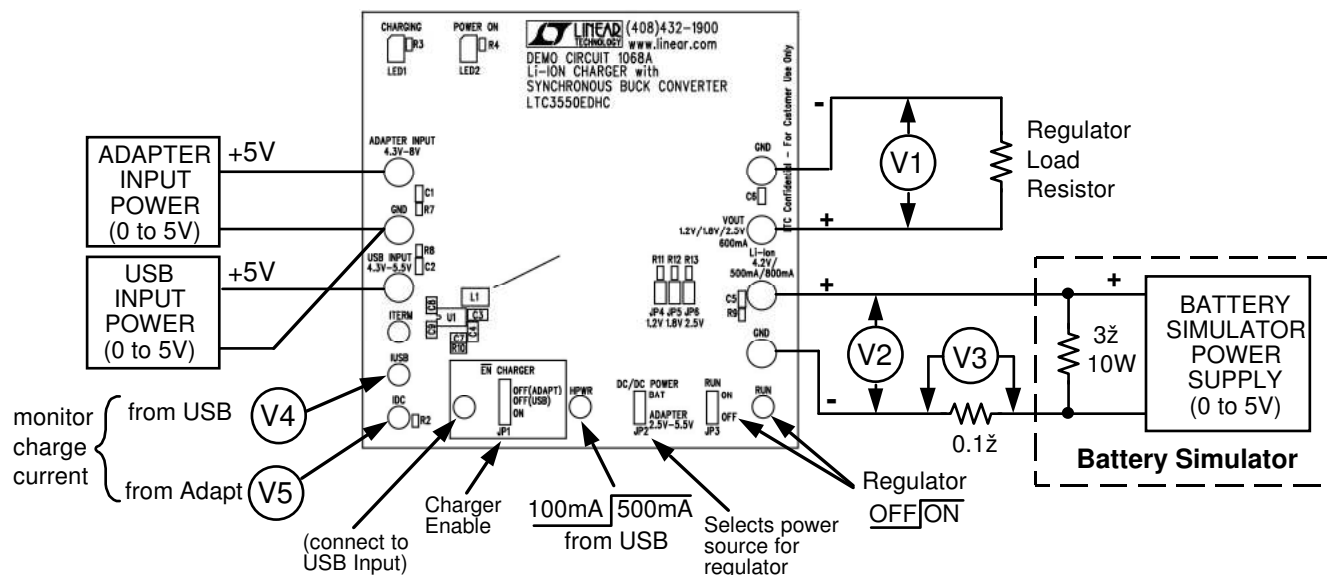 CHARGING
R3
LED1
POWER ON
R4
LED2
LINEAR TECHNOLOGY
(408)432-1900
www.linear.com
DEMO CIRCUIT 1068A
Li-ION CHARGER with
SYNCHRONOUS BUCK CONVERTER
LTC3550EDHC
LTC Confidential - For Customer Use Only
ADAPTER
INPUT
POWER
(0 to 5V)
+5V
USB
INPUT
POWER
(0 to 5V)
+5V
ADAPTER INPUT
4.3V-8V
C1
R7
GND
R8
C2
USB INPUT
4.3V-5.5V
ITERM
IUSB
IDC
R2
C8
C9
U1
L1
C3
C4
C7
R10
GND
C6
VOUT
1.2V/1.8V/2.5V
600mA
Li-Ion
4.2V/
500mA/800mA
R11 R12 R13
JP4 JP5 JP6
1.2V 1.8V 2.5V
C5
R9
GND
EN CHARGER
OFF(ADAPT)
OFF(USB)
ON
JP1
HPWR
DC/DC POWER
BAT
ADAPTER
2.5V-5.5V
JP2
RUN
ON
OFF
JP3
RUN
-
V1
+
Regulator
Load
Resistor
+
V2
-
V3
0.1ž
+
3ž
10W
BATTERY
SIMULATOR
POWER
SUPPLY
(0 to 5V)
Battery Simulator
monitor
charge
current
from USB
V4
from Adapt
V5
(connect to
USB Input)
Charger
Enable
100mA 500mA
from USB
Selects power
source for
regulator
Regulator
OFF ON